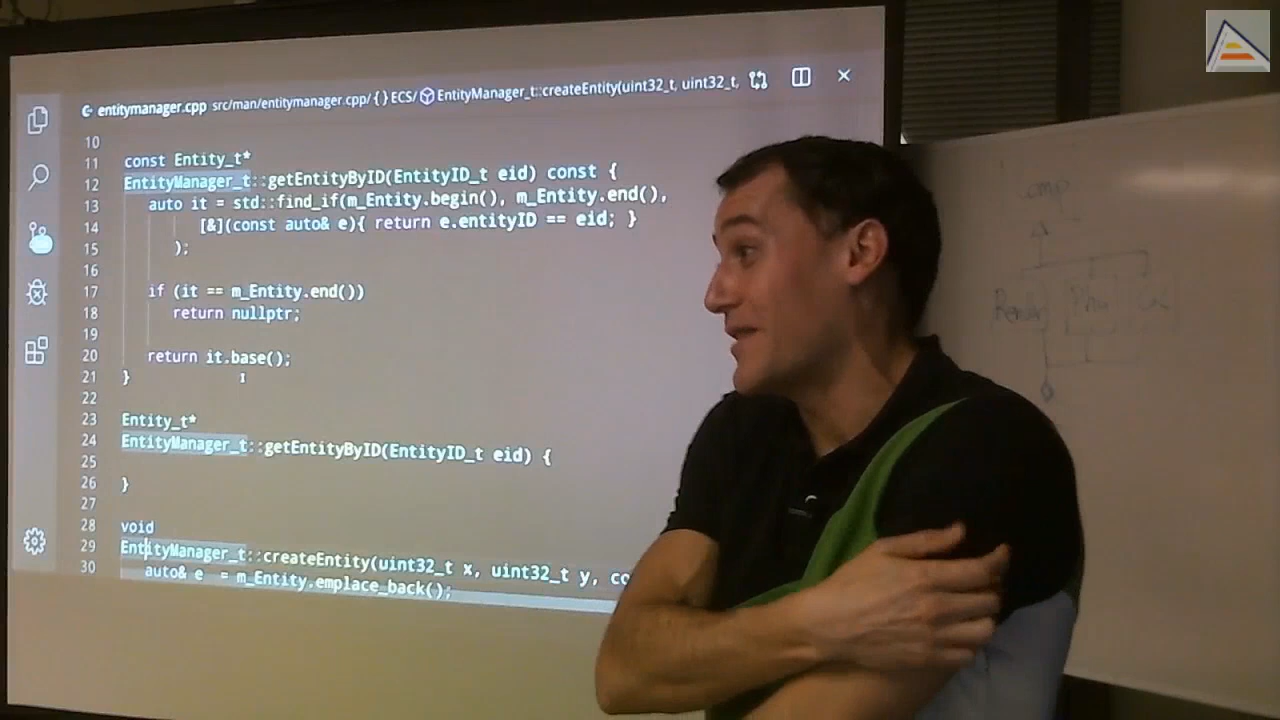 entitymanager.cpp src/man/entitymanager.cpp/ { } ECS/ EntityManager_t::createEntity(uint32_t, uint32_t,
10
11 const Entity_t*
12 EntityManager_t::getEntityByID(EntityID_t eid) const {
13 auto it = std::find_if(m_Entity.begin(), m_Entity.end(),
14 [&](const auto& e){ return e.entityID == eid; }
15 );
16
17 if (it == m_Entity.end())
18 return nullptr;
19
20 return it.base();
21 }
22
23 Entity_t*
24 EntityManager_t::getEntityByID(EntityID_t eid) {
25
26 }
27
28 void
29 EntityManager_t::createEntity(uint32_t x, uint32_t y, co
30 auto& e = m_Entity.emplace_back();